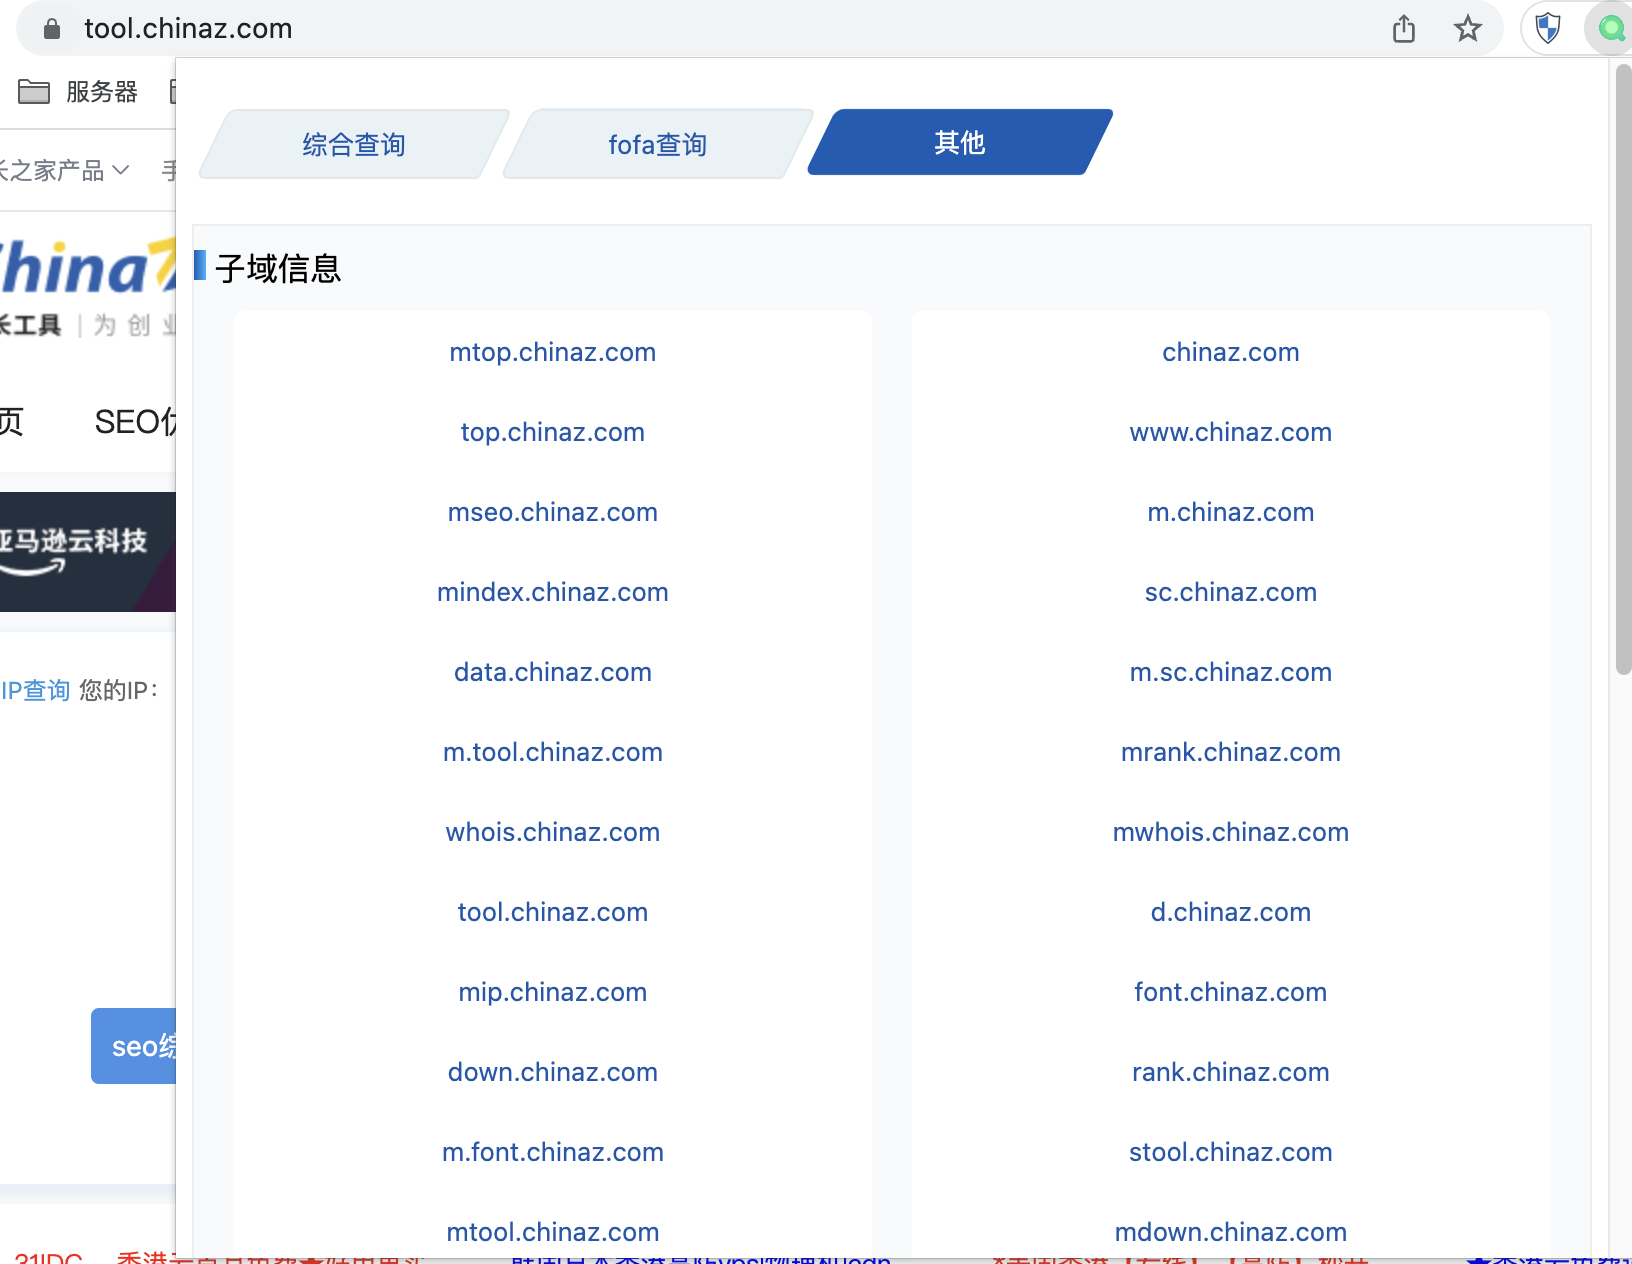 tool.chinaz.com
服务器
长之家产品 手
综合查询 fofa查询 其他
hinaZ
长工具 | 为 创 业
子域信息
mtop.chinaz.com chinaz.com
页 SEO优
top.chinaz.com www.chinaz.com
mseo.chinaz.com m.chinaz.com
亚马逊云科技
mindex.chinaz.com sc.chinaz.com
IP查询 您的IP：
data.chinaz.com m.sc.chinaz.com
m.tool.chinaz.com mrank.chinaz.com
whois.chinaz.com mwhois.chinaz.com
tool.chinaz.com d.chinaz.com
mip.chinaz.com font.chinaz.com
seo综
down.chinaz.com rank.chinaz.com
m.font.chinaz.com stool.chinaz.com
mtool.chinaz.com mdown.chinaz.com